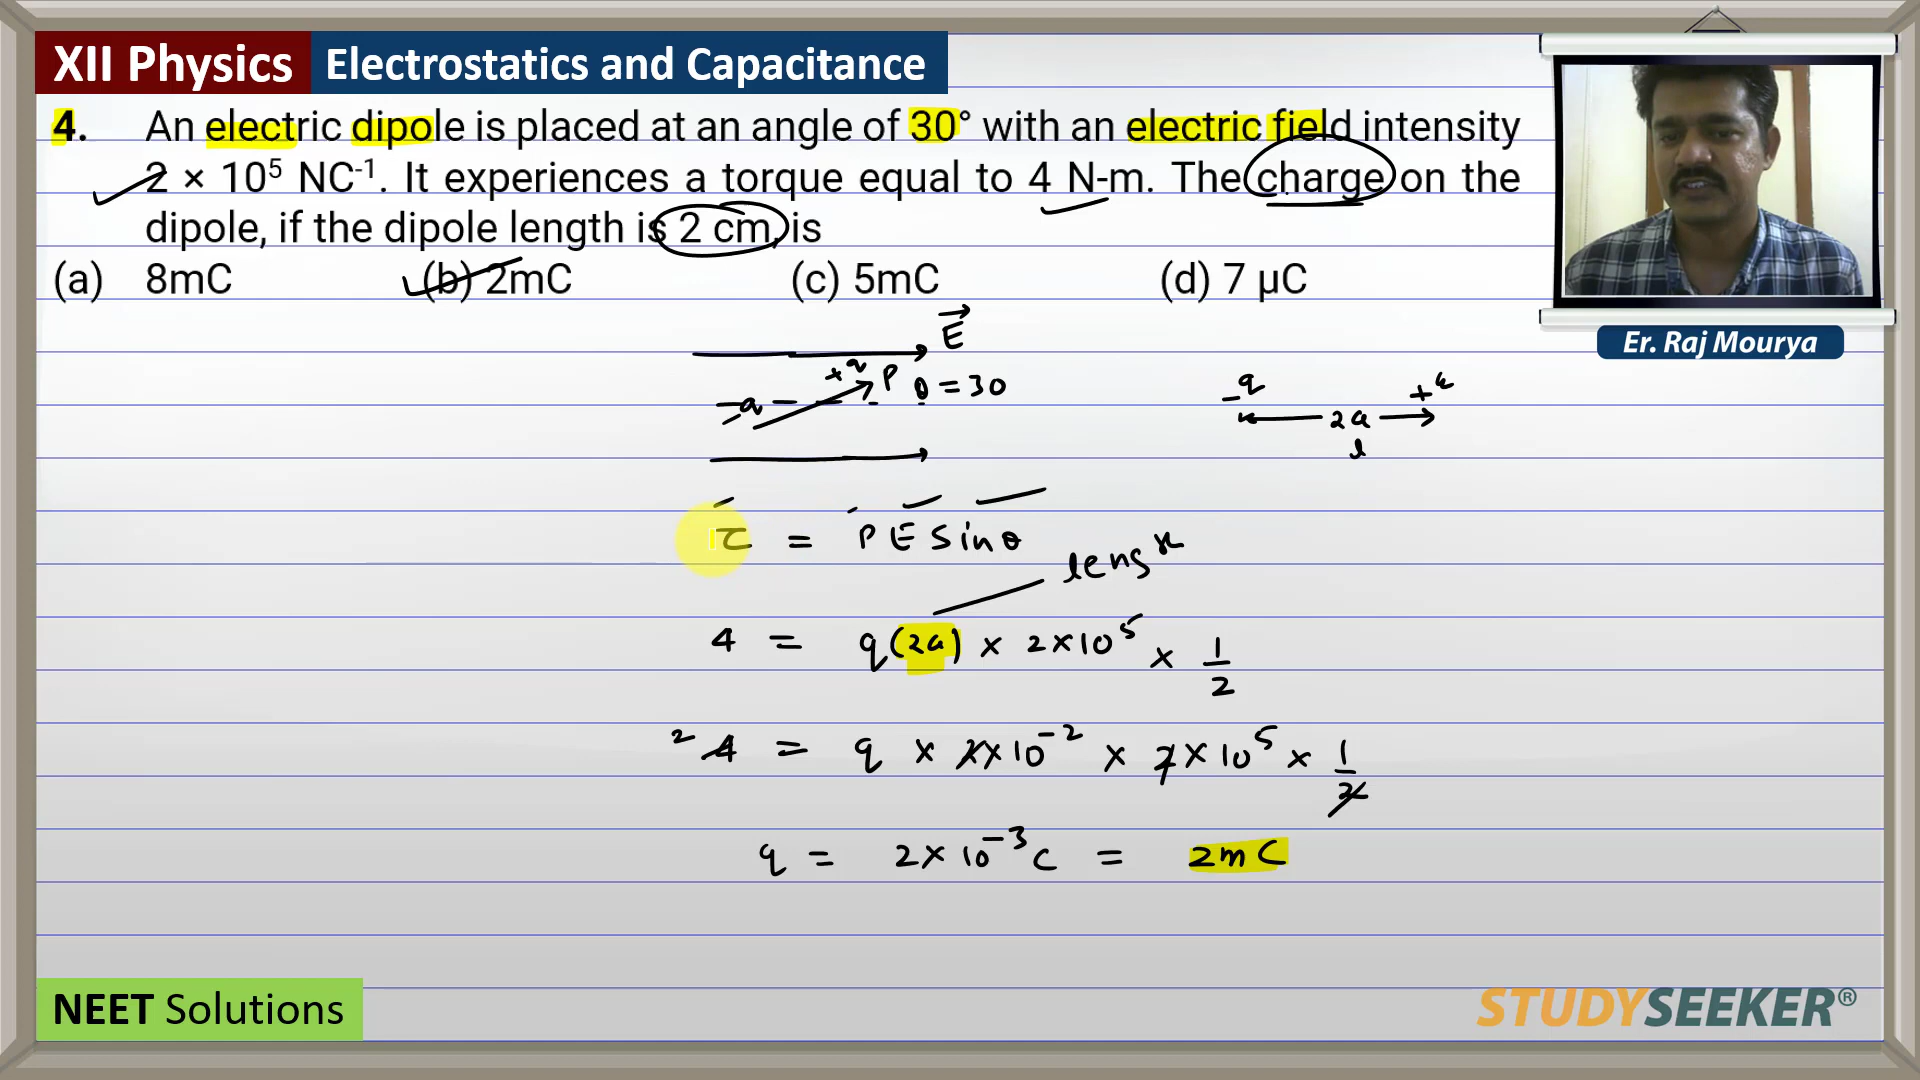 XII Physics Electrostatics and Capacitance
4. An electric dipole is placed at an angle of 30° with an electric field intensity
2 × 10⁵ NC⁻¹. It experiences a torque equal to 4 N-m. The charge on the
dipole, if the dipole length is 2 cm, is
(a) 8mC (b) 2mC (c) 5mC (d) 7 μC
Er. Raj Mourya
E
+q P θ = 30
-q
-q +q
2a
l
τ = P E Sin θ
length
4 = q(2a) × 2×10⁵ × 1/2
2 4 = q × 2×10⁻² × 2×10⁵ × 1/2
q = 2×10⁻³ C = 2mC
NEET Solutions
STUDYSEEKER®